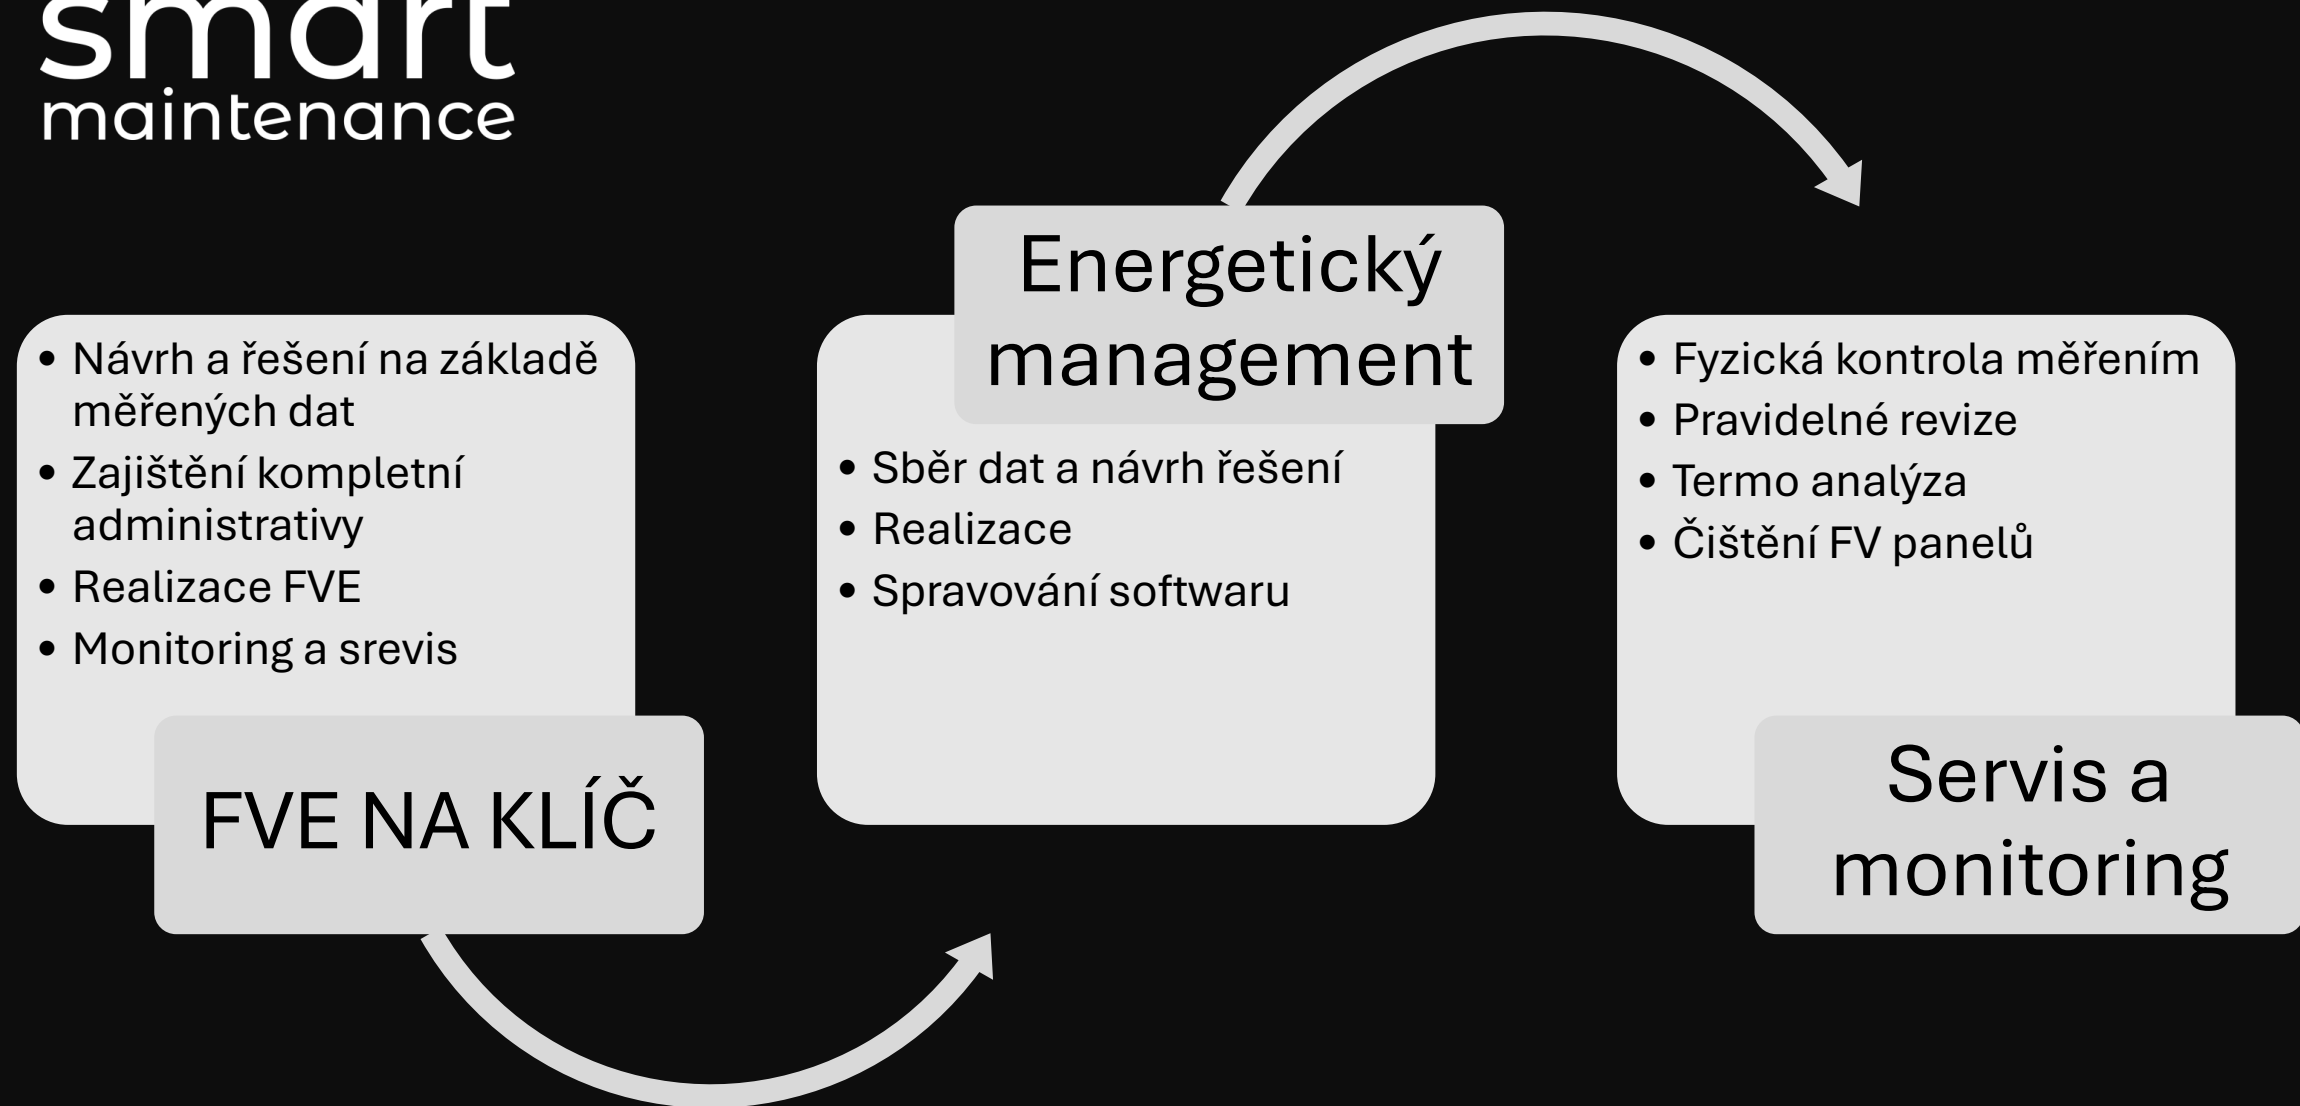 smart
maintenance
• Návrh a řešení na základě
měřených dat
• Zajištění kompletní
administrativy
• Realizace FVE
• Monitoring a srevis
FVE NA KLÍČ
Energetický
management
• Sběr dat a návrh řešení
• Realizace
• Spravování softwaru
• Fyzická kontrola měřením
• Pravidelné revize
• Termo analýza
• Čištění FV panelů
Servis a
monitoring